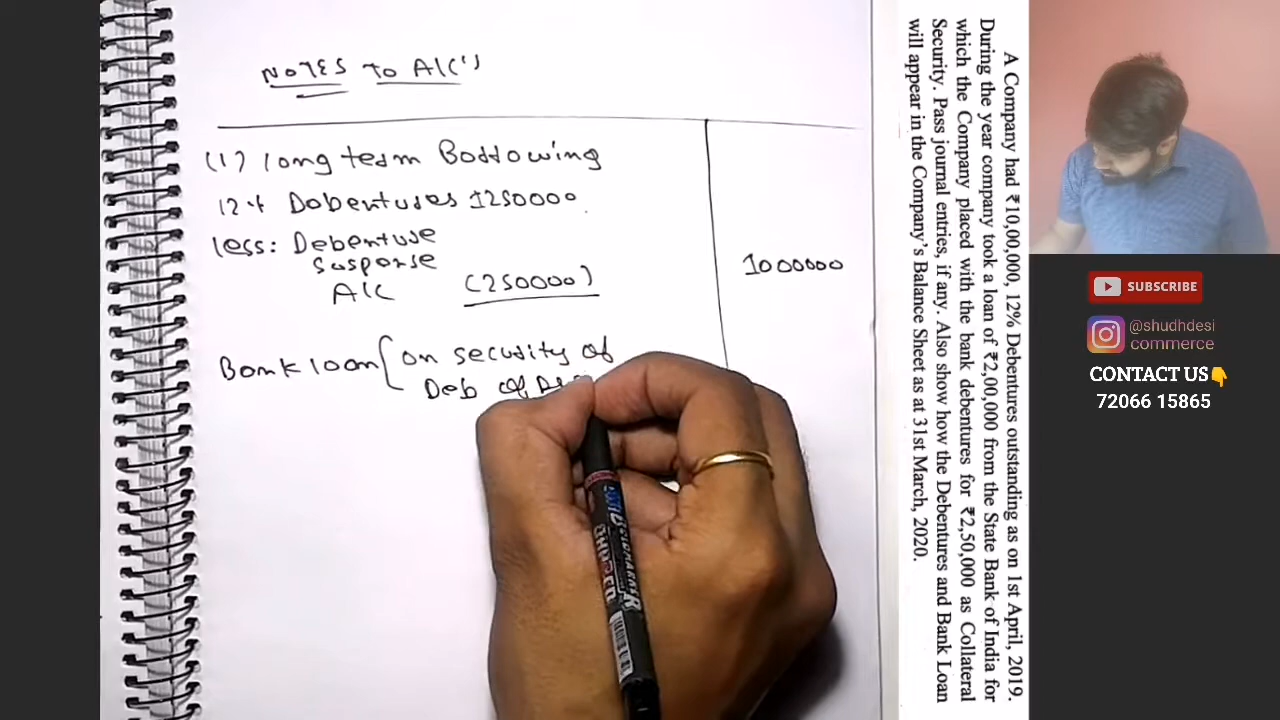 NOTES TO A/C's
(1) long term Borrowing
12% Debentures 1250000
less: Debenture
suspense
A/C (250000)
1000000
Bank loan (on security of
Deb of
A Company had ₹10,00,000, 12% Debentures outstanding as on 1st April, 2019.
During the year company took a loan of ₹2,00,000 from the State Bank of India for
which the Company placed with the bank debentures for ₹2,50,000 as Collateral
Security. Pass journal entries, if any. Also show how the Debentures and Bank Loan
will appear in the Company's Balance Sheet as at 31st March, 2020.
SUBSCRIBE
@shudhdesi
commerce
CONTACT US👇
72066 15865